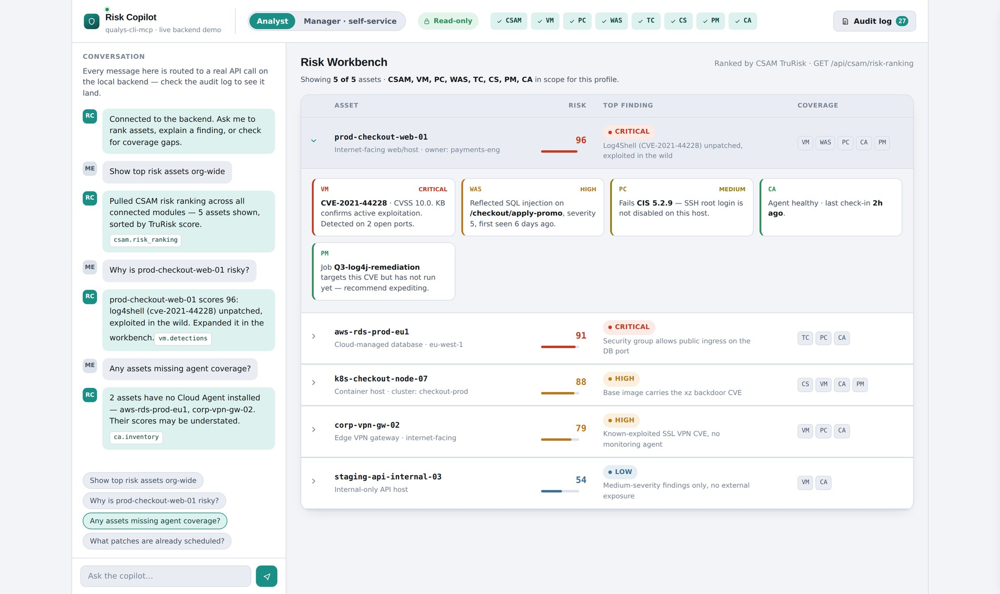 Risk Copilot
qualys-cli-mcp · live backend demo
Analyst
Manager · self-service
Read-only
✓ CSAM
✓ VM
✓ PC
✓ WAS
✓ TC
✓ CS
✓ PM
✓ CA
Audit log 27
CONVERSATION
Every message here is routed to a real API call on
the local backend — check the audit log to see it
land.
RC
Connected to the backend. Ask me to
rank assets, explain a finding, or check
for coverage gaps.
ME
Show top risk assets org-wide
RC
Pulled CSAM risk ranking across all
connected modules — 5 assets shown,
sorted by TruRisk score.
csam.risk_ranking
ME
Why is prod-checkout-web-01 risky?
RC
prod-checkout-web-01 scores 96:
log4shell (cve-2021-44228) unpatched,
exploited in the wild. Expanded it in the
workbench. vm.detections
ME
Any assets missing agent coverage?
RC
2 assets have no Cloud Agent installed
— aws-rds-prod-eu1, corp-vpn-gw-02.
Their scores may be understated.
ca.inventory
Show top risk assets org-wide
Why is prod-checkout-web-01 risky?
Any assets missing agent coverage?
What patches are already scheduled?
Ask the copilot...
Risk Workbench
Ranked by CSAM TruRisk · GET /api/csam/risk-ranking
Showing 5 of 5 assets · CSAM, VM, PC, WAS, TC, CS, PM, CA in scope for this profile.
ASSET RISK TOP FINDING COVERAGE
prod-checkout-web-01
Internet-facing web/host · owner: payments-eng
96
CRITICAL
Log4Shell (CVE-2021-44228) unpatched,
exploited in the wild
VM WAS PC CA PM
VM CRITICAL
CVE-2021-44228 · CVSS 10.0. KB
confirms active exploitation.
Detected on 2 open ports.
WAS HIGH
Reflected SQL injection on
/checkout/apply-promo, severity
5, first seen 6 days ago.
PC MEDIUM
Fails CIS 5.2.9 — SSH root login is
not disabled on this host.
CA
Agent healthy · last check-in 2h
ago.
PM
Job Q3-log4j-remediation
targets this CVE but has not run
yet — recommend expediting.
aws-rds-prod-eu1
Cloud-managed database · eu-west-1
91
CRITICAL
Security group allows public ingress on the
DB port
TC PC CA
k8s-checkout-node-07
Container host · cluster: checkout-prod
88
HIGH
Base image carries the xz backdoor CVE
CS VM CA PM
corp-vpn-gw-02
Edge VPN gateway · internet-facing
79
HIGH
Known-exploited SSL VPN CVE, no
monitoring agent
VM PC CA
staging-api-internal-03
Internal-only API host
54
LOW
Medium-severity findings only, no external
exposure
VM CA